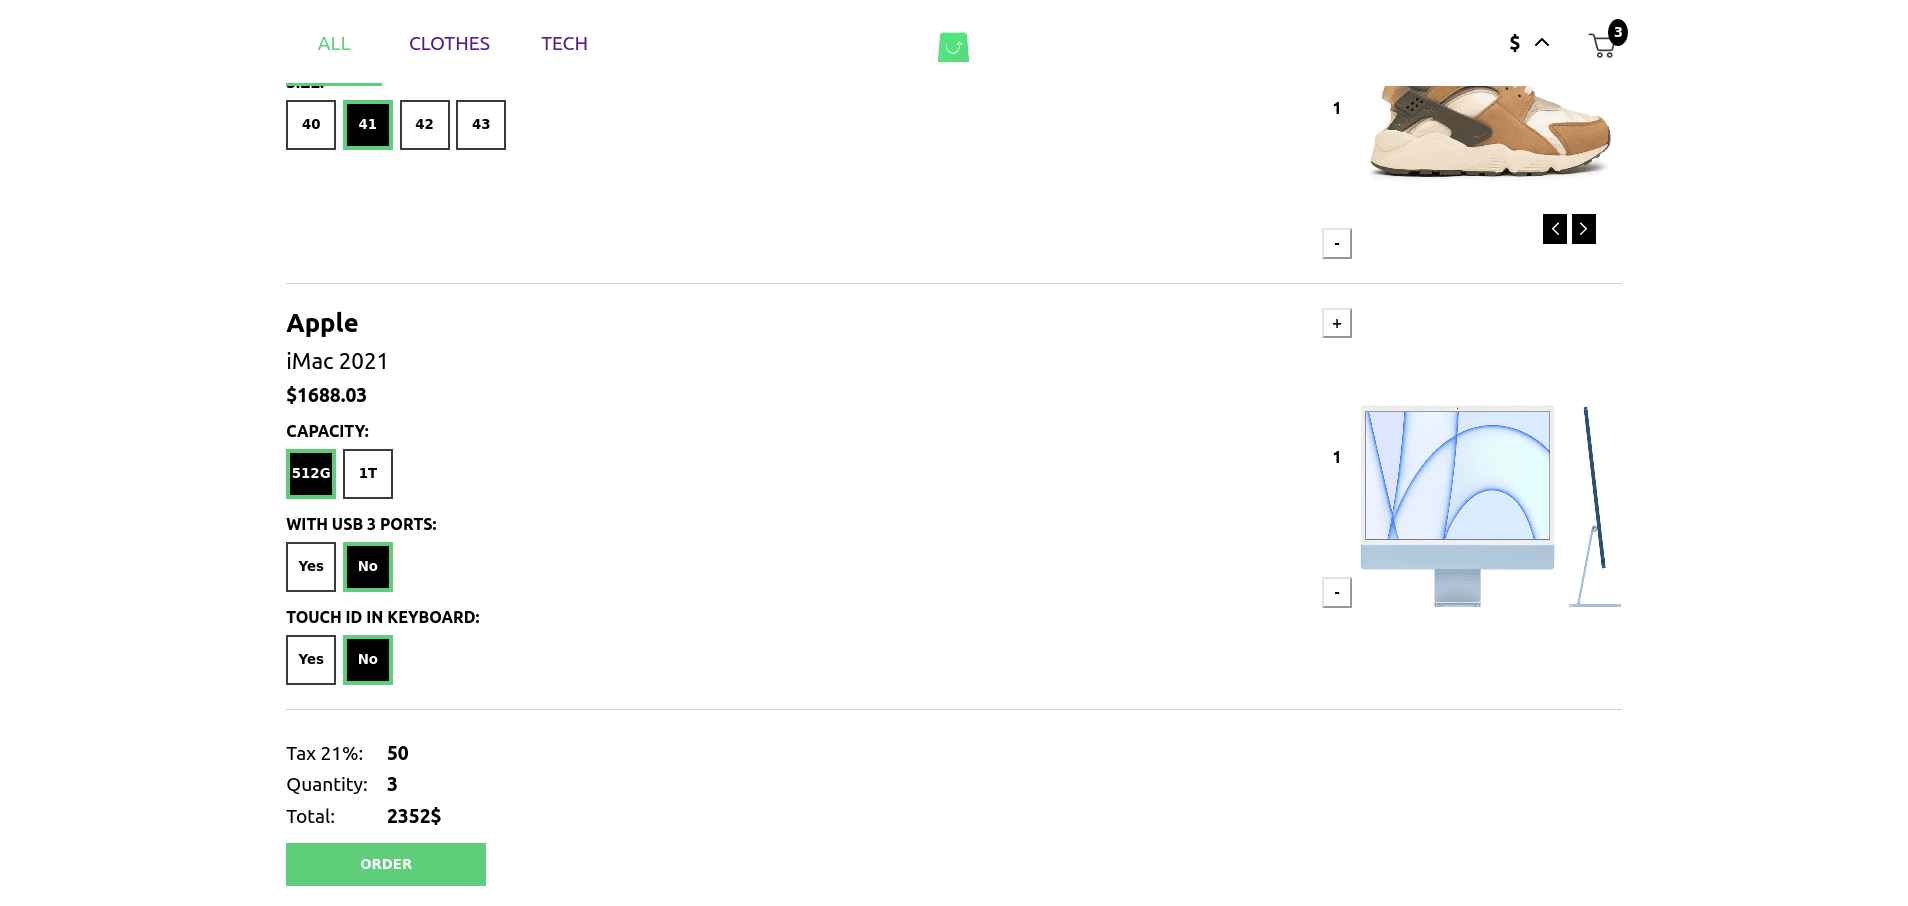 ALL CLOTHES TECH $ 3
SIZE:
40 41 42 43
1
-
Apple
+
iMac 2021
$1688.03
CAPACITY:
512G 1T
1
WITH USB 3 PORTS:
Yes No
-
TOUCH ID IN KEYBOARD:
Yes No
Tax 21%: 50
Quantity: 3
Total: 2352$
ORDER